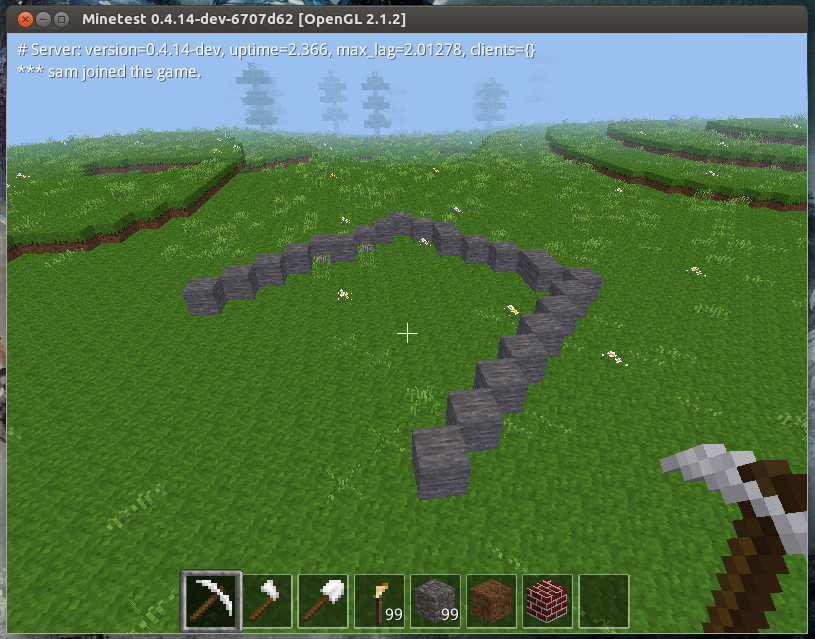 Minetest 0.4.14-dev-6707d62 [OpenGL 2.1.2]
# Server: version=0.4.14-dev, uptime=2.366, max_lag=2.01278, clients={}
*** sam joined the game.
99 99